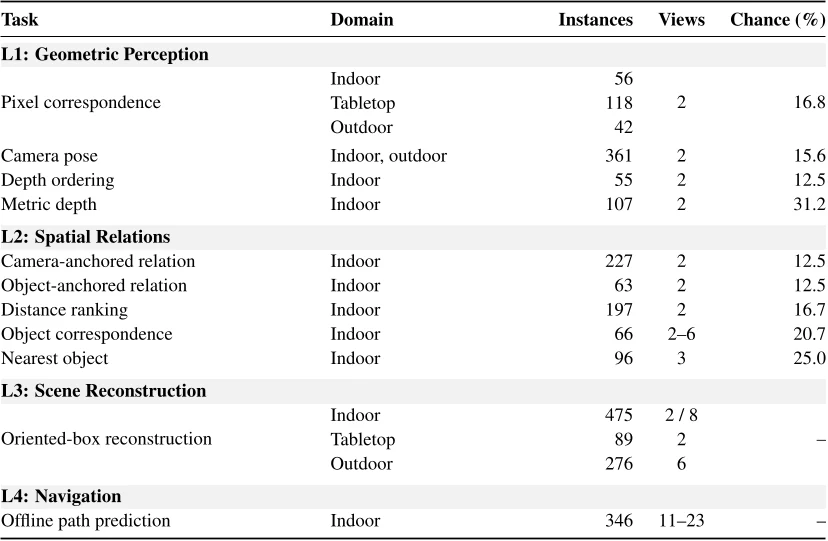 Task Domain Instances Views Chance (%)
L1: Geometric Perception
Indoor 56
Pixel correspondence Tabletop 118 2 16.8
Outdoor 42
Camera pose Indoor, outdoor 361 2 15.6
Depth ordering Indoor 55 2 12.5
Metric depth Indoor 107 2 31.2
L2: Spatial Relations
Camera-anchored relation Indoor 227 2 12.5
Object-anchored relation Indoor 63 2 12.5
Distance ranking Indoor 197 2 16.7
Object correspondence Indoor 66 2–6 20.7
Nearest object Indoor 96 3 25.0
L3: Scene Reconstruction
Indoor 475 2 / 8
Oriented-box reconstruction Tabletop 89 2 –
Outdoor 276 6
L4: Navigation
Offline path prediction Indoor 346 11–23 –